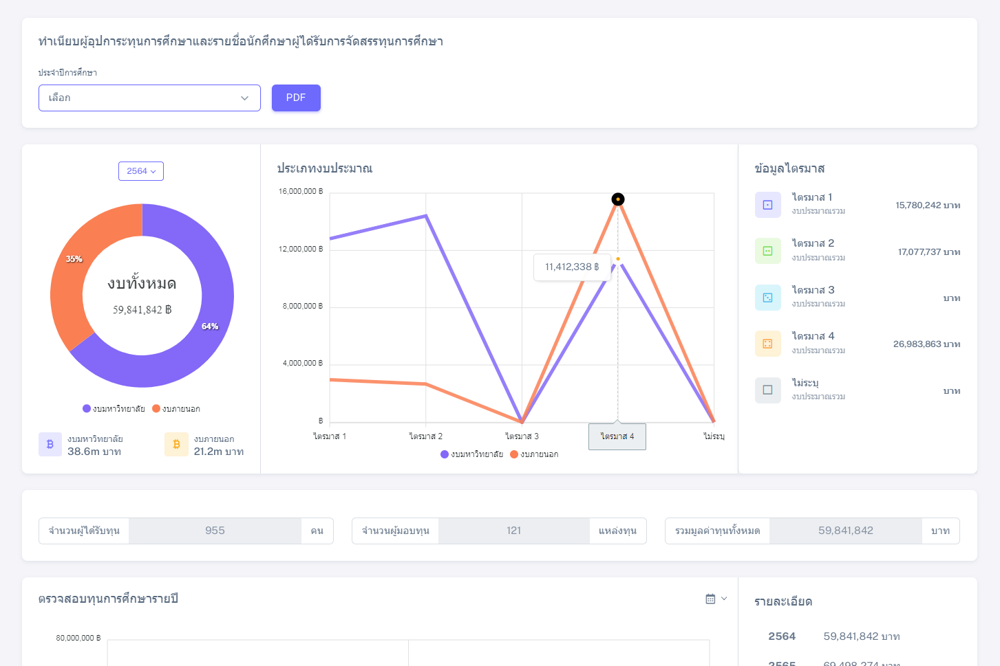 ทำเนียบผู้อุปการะทุนการศึกษาและรายชื่อนักศึกษาผู้ได้รับการจัดสรรทุนการศึกษา
ประจำปีการศึกษา
เลือก
PDF
2564
35%
64%
งบทั้งหมด
59,841,842 ฿
งบมหาวิทยาลัย
งบภายนอก
งบมหาวิทยาลัย
38.6m บาท
งบภายนอก
21.2m บาท
ประเภทงบประมาณ
16,000,000 ฿
12,000,000 ฿
8,000,000 ฿
4,000,000 ฿
฿
11,412,338 ฿
ไตรมาส 1
ไตรมาส 2
ไตรมาส 3
ไตรมาส 4
ไม่ระบุ
งบมหาวิทยาลัย
งบภายนอก
ข้อมูลไตรมาส
ไตรมาส 1
งบประมาณรวม
15,780,242 บาท
ไตรมาส 2
งบประมาณรวม
17,077,737 บาท
ไตรมาส 3
งบประมาณรวม
บาท
ไตรมาส 4
งบประมาณรวม
26,983,863 บาท
ไม่ระบุ
งบประมาณรวม
บาท
จำนวนผู้ได้รับทุน 955 คน
จำนวนผู้มอบทุน 121 แหล่งทุน
รวมมูลค่าทุนทั้งหมด 59,841,842 บาท
ตรวจสอบทุนการศึกษารายปี
80,000,000 ฿
รายละเอียด
2564 59,841,842 บาท
2565 69,498,274 บาท